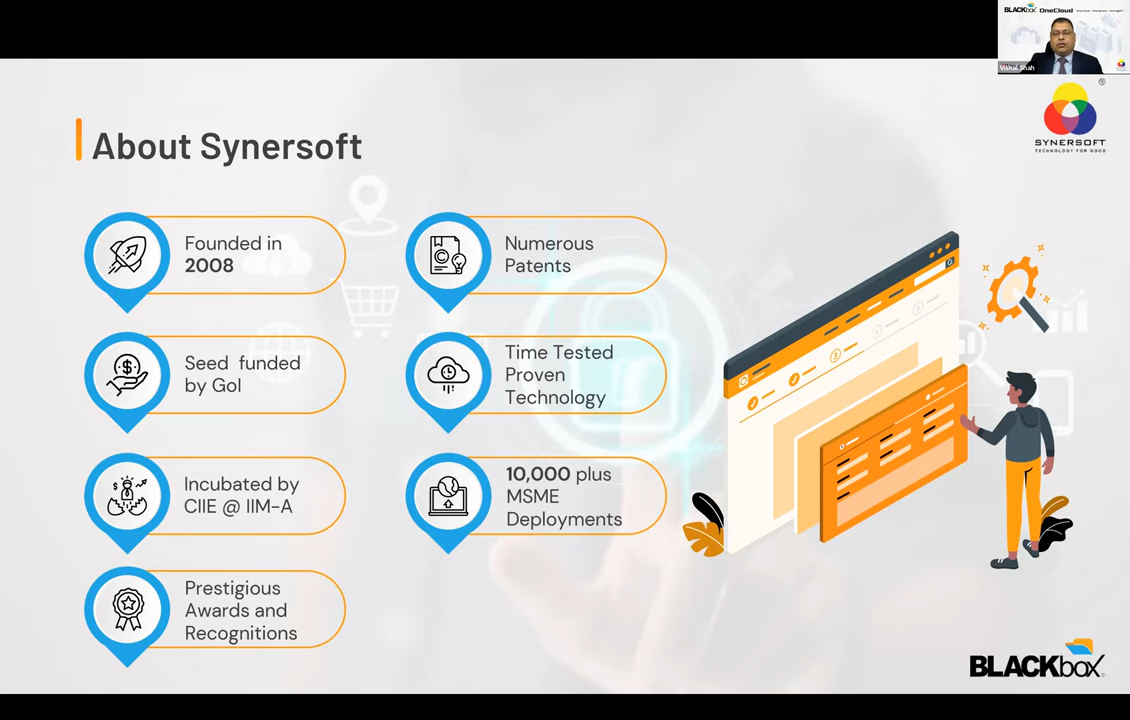 BLACKbox OneCloud
Vishal Shah
SYNERSOFT
TECHNOLOGY FOR GOOD
About Synersoft
Founded in
2008
Seed funded
by GoI
Incubated by
CIIE @ IIM-A
Prestigious
Awards and
Recognitions
Numerous
Patents
Time Tested
Proven
Technology
10,000 plus
MSME
Deployments
BLACKbox